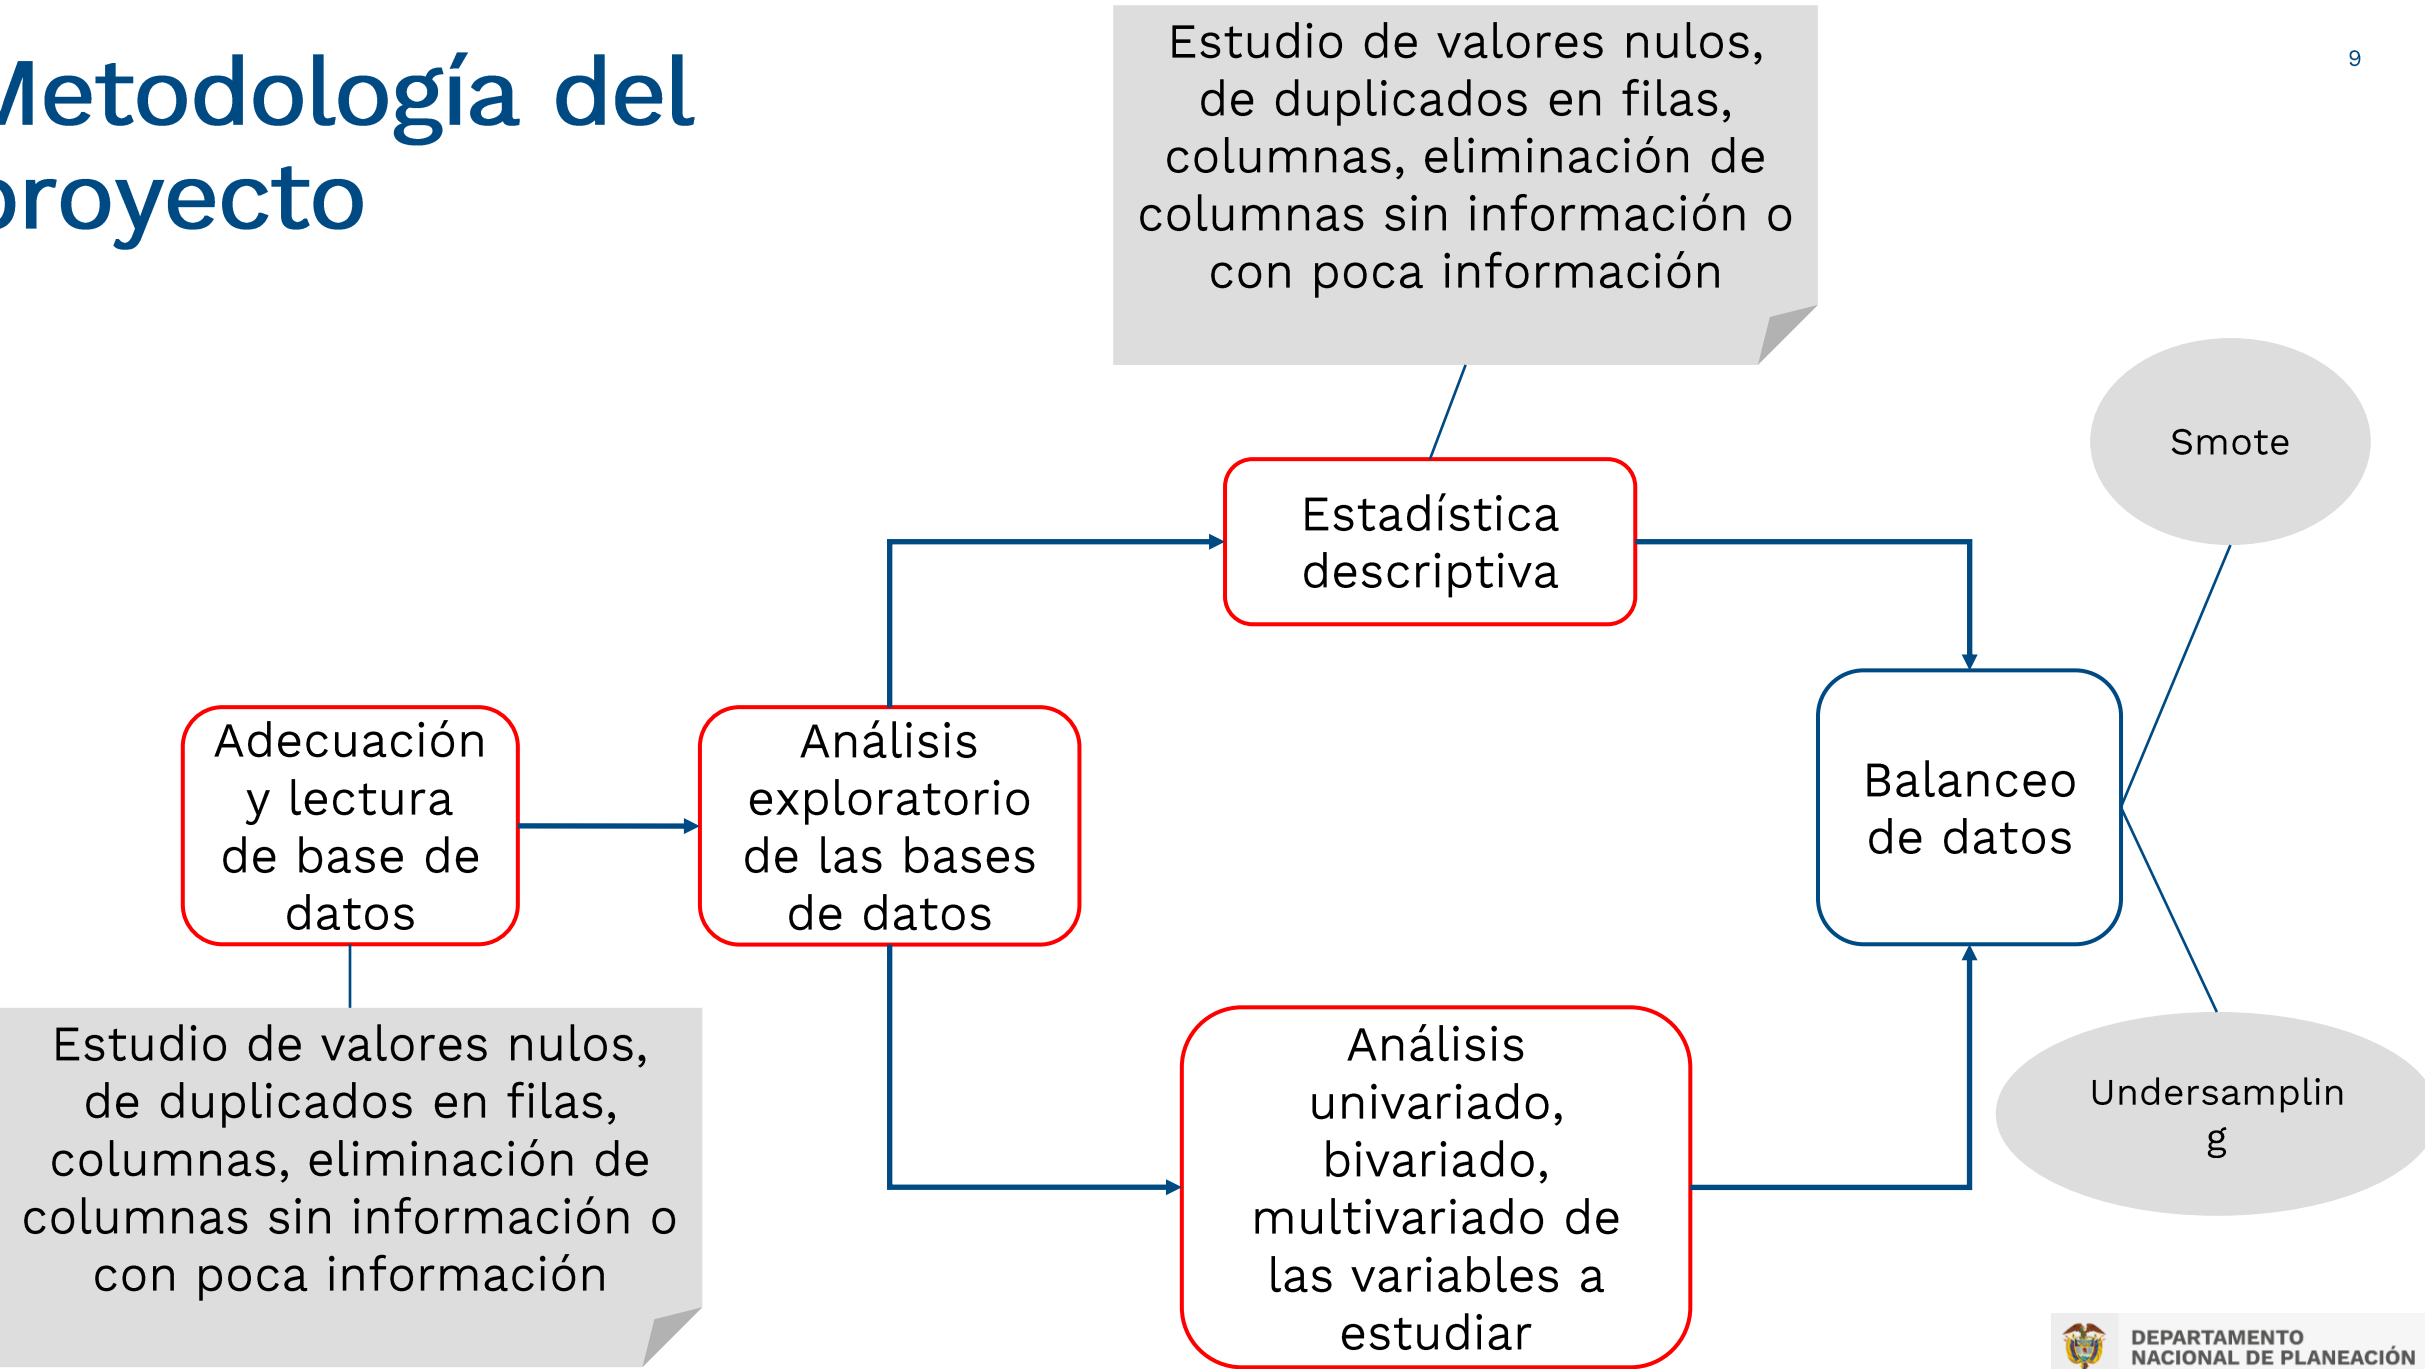 Metodología del
proyecto
9
Estudio de valores nulos,
de duplicados en filas,
columnas, eliminación de
columnas sin información o
con poca información
Smote
Estadística
descriptiva
Adecuación
y lectura
de base de
datos
Análisis
exploratorio
de las bases
de datos
Balanceo
de datos
Estudio de valores nulos,
de duplicados en filas,
columnas, eliminación de
columnas sin información o
con poca información
Análisis
univariado,
bivariado,
multivariado de
las variables a
estudiar
Undersamplin
g
DEPARTAMENTO
NACIONAL DE PLANEACIÓN